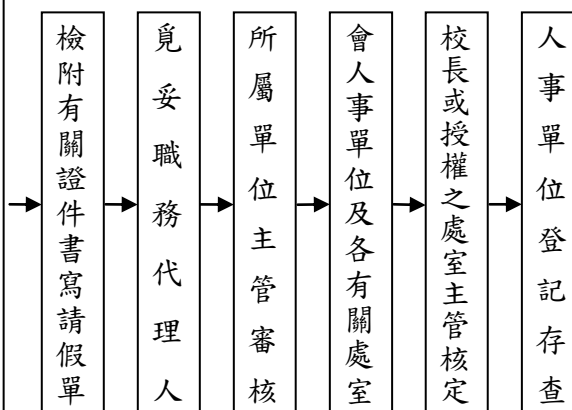 檢附有關證件書寫請假單
覓妥職務代理人
所屬單位主管審核
會人事單位及各有關處室
校長或授權之處室主管核定
人事單位登記存查